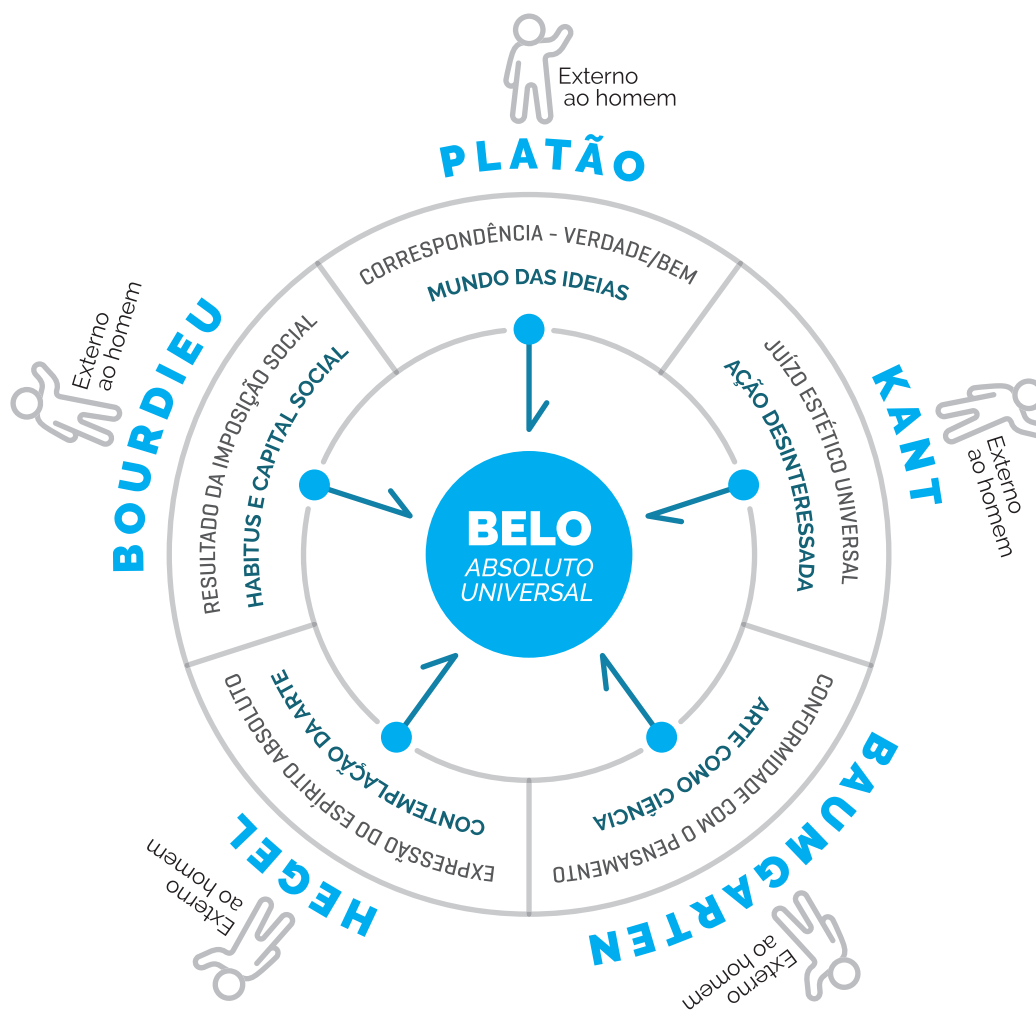 Externo
ao homem
PLATÃO
CORRESPONDÊNCIA - VERDADE/BEM
MUNDO DAS IDEIAS
KANT
Externo
ao homem
JUÍZO ESTÉTICO UNIVERSAL
AÇÃO DESINTERESSADA
BAUMGARTEN
Externo
ao homem
CONFORMIDADE COM O PENSAMENTO
ARTE COMO CIÊNCIA
HEGEL
Externo
ao homem
EXPRESSÃO DO ESPÍRITO ABSOLUTO
CONTEMPLAÇÃO DA ARTE
BOURDIEU
Externo
ao homem
RESULTADO DA IMPOSIÇÃO SOCIAL
HABITUS E CAPITAL SOCIAL
BELO
ABSOLUTO
UNIVERSAL